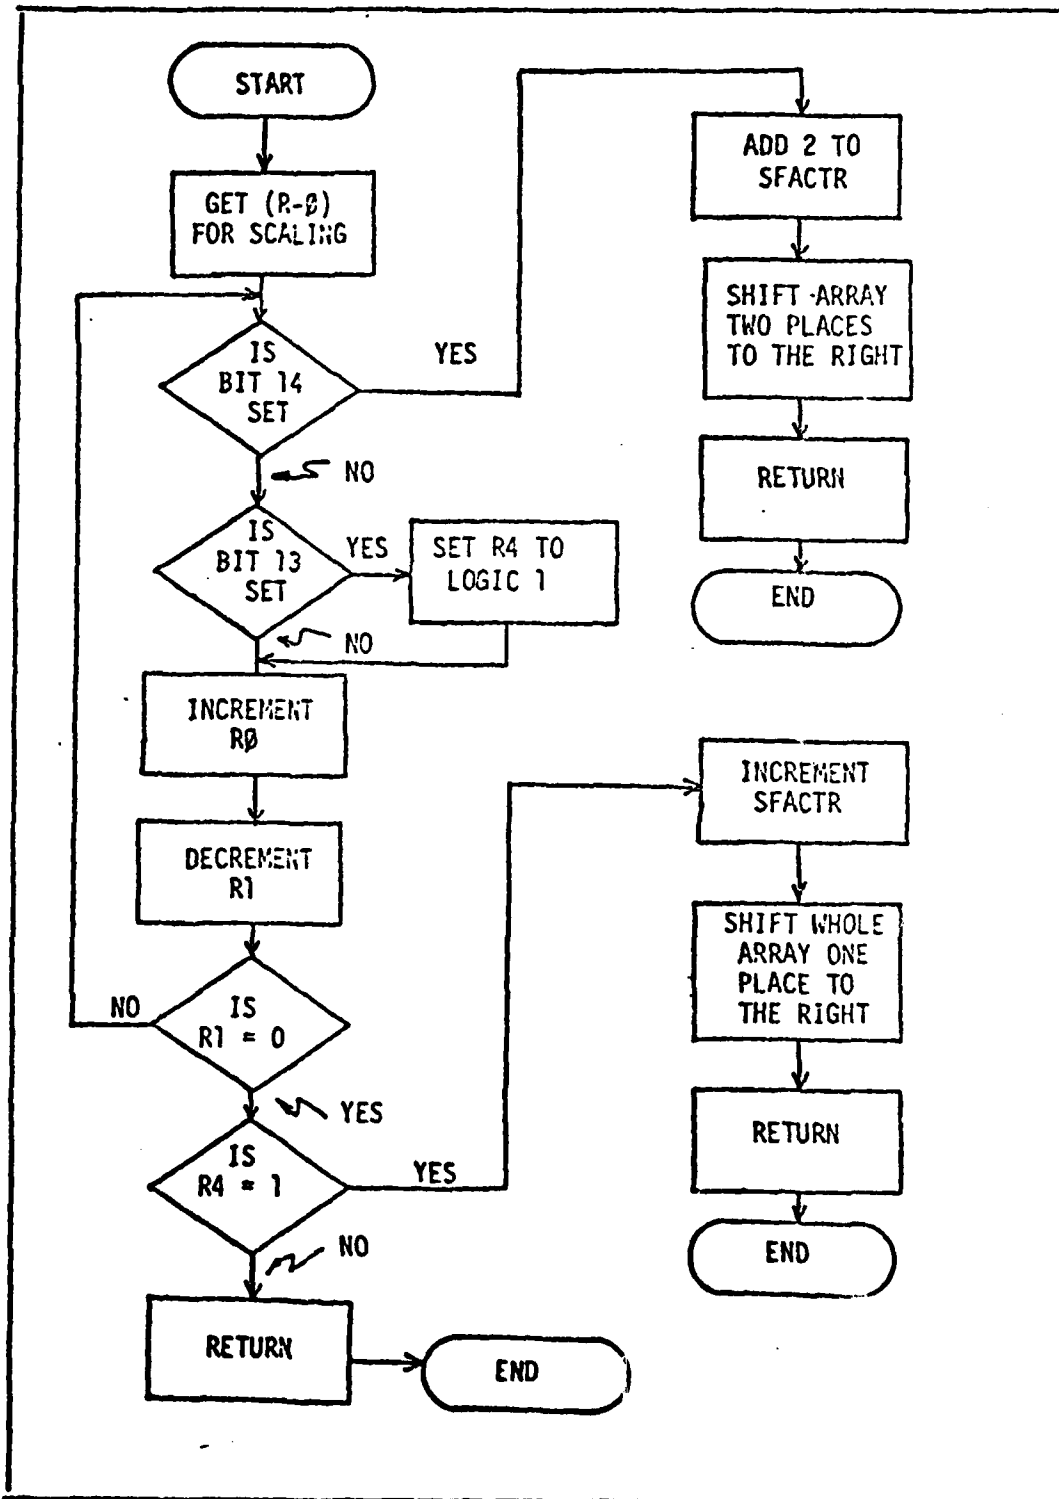 START
GET (R-Ø)
FOR SCALING
IS
BIT 14
SET
YES
NO
IS
BIT 13
SET
YES
SET R4 TO
LOGIC 1
NO
INCREMENT
RØ
DECREMENT
R1
IS
R1 = 0
NO
YES
IS
R4 = 1
YES
NO
RETURN
END
ADD 2 TO
SFACTR
SHIFT ARRAY
TWO PLACES
TO THE RIGHT
RETURN
END
INCREMENT
SFACTR
SHIFT WHOLE
ARRAY ONE
PLACE TO
THE RIGHT
RETURN
END